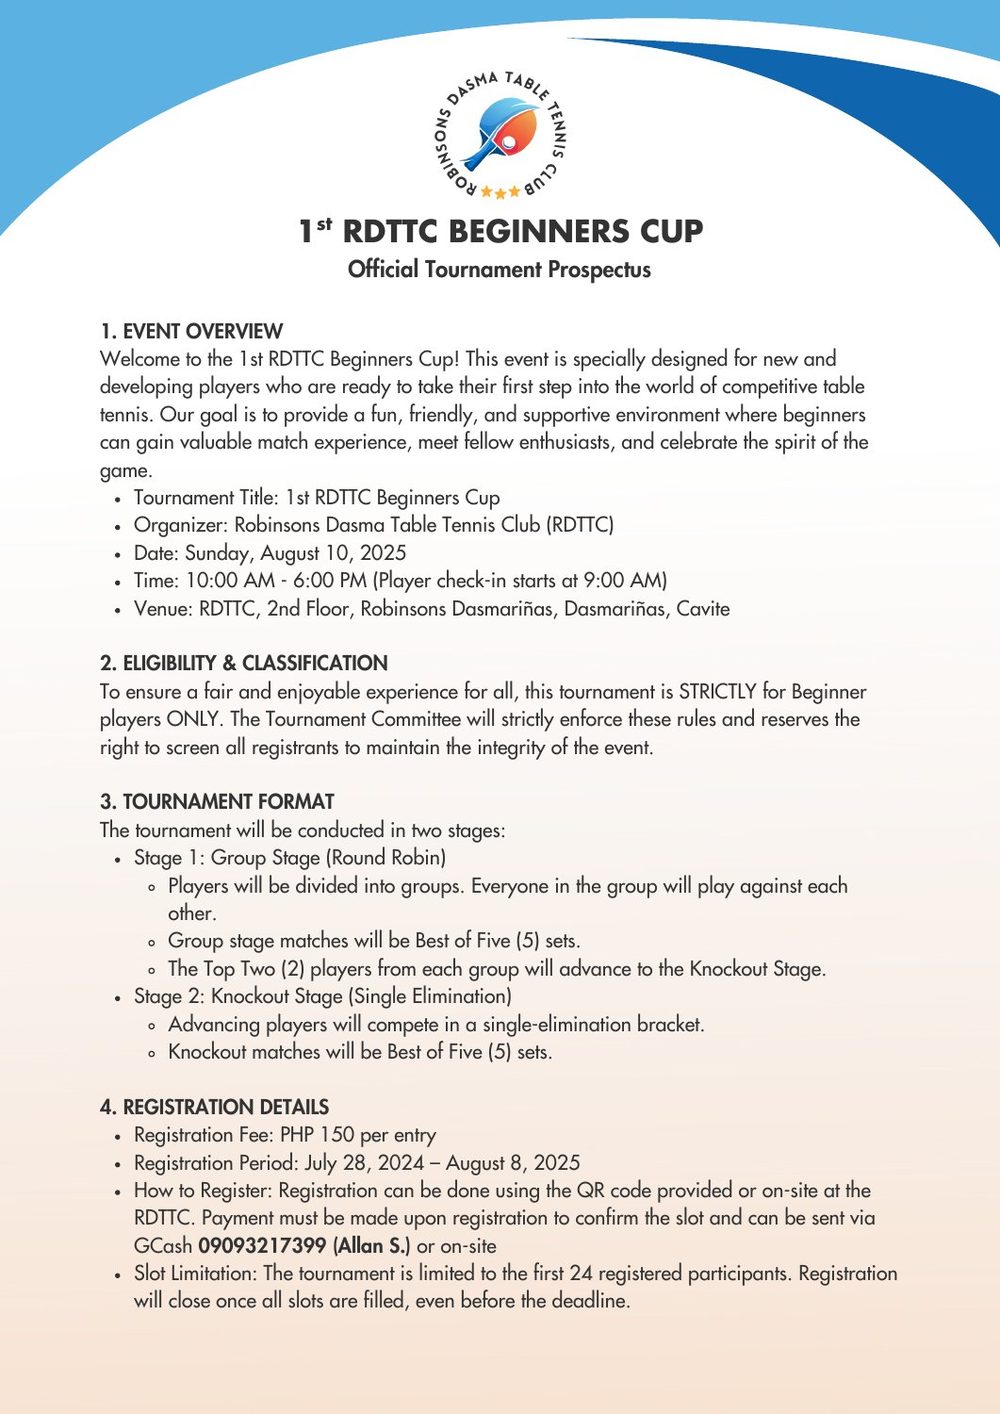 ROBINSONS DASMA TABLE TENNIS CLUB
1st RDTTC BEGINNERS CUP
Official Tournament Prospectus
1. EVENT OVERVIEW
Welcome to the 1st RDTTC Beginners Cup! This event is specially designed for new and
developing players who are ready to take their first step into the world of competitive table
tennis. Our goal is to provide a fun, friendly, and supportive environment where beginners
can gain valuable match experience, meet fellow enthusiasts, and celebrate the spirit of the
game.
• Tournament Title: 1st RDTTC Beginners Cup
• Organizer: Robinsons Dasma Table Tennis Club (RDTTC)
• Date: Sunday, August 10, 2025
• Time: 10:00 AM - 6:00 PM (Player check-in starts at 9:00 AM)
• Venue: RDTTC, 2nd Floor, Robinsons Dasmariñas, Dasmariñas, Cavite
2. ELIGIBILITY & CLASSIFICATION
To ensure a fair and enjoyable experience for all, this tournament is STRICTLY for Beginner
players ONLY. The Tournament Committee will strictly enforce these rules and reserves the
right to screen all registrants to maintain the integrity of the event.
3. TOURNAMENT FORMAT
The tournament will be conducted in two stages:
• Stage 1: Group Stage (Round Robin)
◦ Players will be divided into groups. Everyone in the group will play against each
other.
◦ Group stage matches will be Best of Five (5) sets.
◦ The Top Two (2) players from each group will advance to the Knockout Stage.
• Stage 2: Knockout Stage (Single Elimination)
◦ Advancing players will compete in a single-elimination bracket.
◦ Knockout matches will be Best of Five (5) sets.
4. REGISTRATION DETAILS
• Registration Fee: PHP 150 per entry
• Registration Period: July 28, 2024 – August 8, 2025
• How to Register: Registration can be done using the QR code provided or on-site at the
RDTTC. Payment must be made upon registration to confirm the slot and can be sent via
GCash 09093217399 (Allan S.) or on-site
• Slot Limitation: The tournament is limited to the first 24 registered participants. Registration
will close once all slots are filled, even before the deadline.